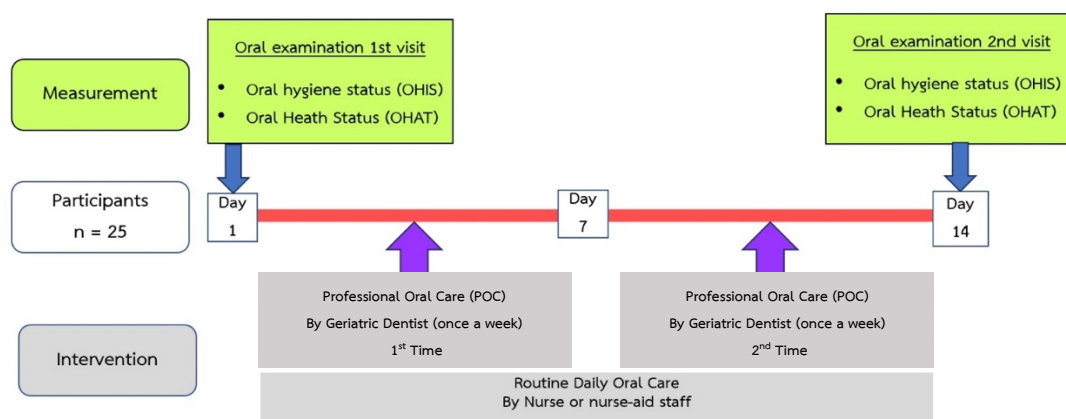 Oral examination 1st visit
• Oral hygiene status (OHIS)
• Oral Heath Status (OHAT)
Oral examination 2nd visit
• Oral hygiene status (OHIS)
• Oral Heath Status (OHAT)
Measurement
Participants
n = 25
Day
1
Day
7
Day
14
Professional Oral Care (POC)
By Geriatric Dentist (once a week)
1st Time
Professional Oral Care (POC)
By Geriatric Dentist (once a week)
2nd Time
Intervention
Routine Daily Oral Care
By Nurse or nurse-aid staff